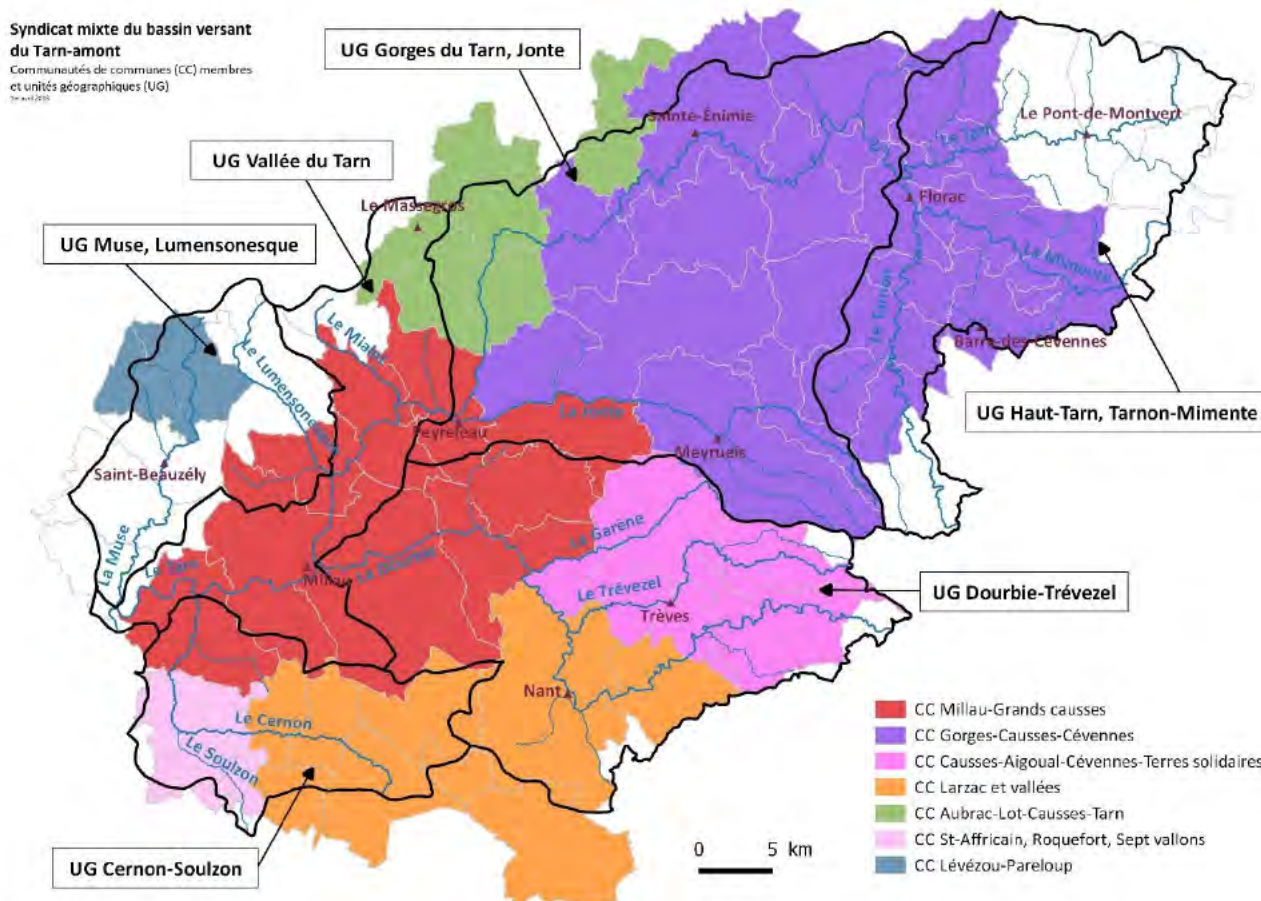 Syndicat mixte du bassin versant
du Tarn-amont
Communautés de communes (CC) membres
et unités géographiques (UG)
UG Gorges du Tarn, Jonte
UG Vallée du Tarn
UG Muse, Lumensonesque
UG Haut-Tarn, Tarnon-Mimente
UG Dourbie-Trévezel
UG Cernon-Soulzon
Sainte-Énimie
Le Pont-de-Montvert
Le Tarn
Florac
Le Massegros
La Mimente
Le Tarnon
Barre-des-Cévennes
Le Mialet
Le Lumensonesque
La Jonte
Peyreleau
Meyrueis
Saint-Beauzély
La Muse
Le Tarn
Millau
La Dourbie
La Garène
Le Trévezel
Trèves
Nant
Le Cernon
Le Soulzon
0 5 km
CC Millau-Grands causses
CC Gorges-Causses-Cévennes
CC Causses-Aigoual-Cévennes-Terres solidaires
CC Larzac et vallées
CC Aubrac-Lot-Causses-Tarn
CC St-Affricain, Roquefort, Sept vallons
CC Lévézou-Pareloup